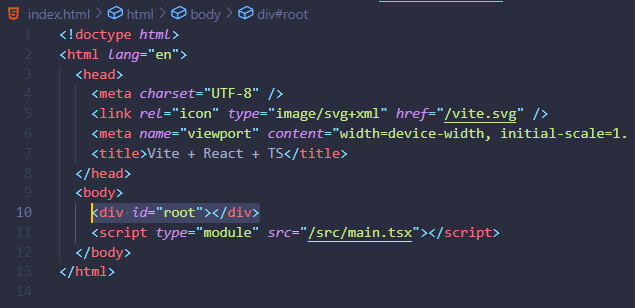 index.html > html > body > div#root
1 <!doctype html>
2 <html lang="en">
3 <head>
4 <meta charset="UTF-8" />
5 <link rel="icon" type="image/svg+xml" href="/vite.svg" />
6 <meta name="viewport" content="width=device-width, initial-scale=1.
7 <title>Vite + React + TS</title>
8 </head>
9 <body>
10 <div id="root"></div>
11 <script type="module" src="/src/main.tsx"></script>
12 </body>
13 </html>
14